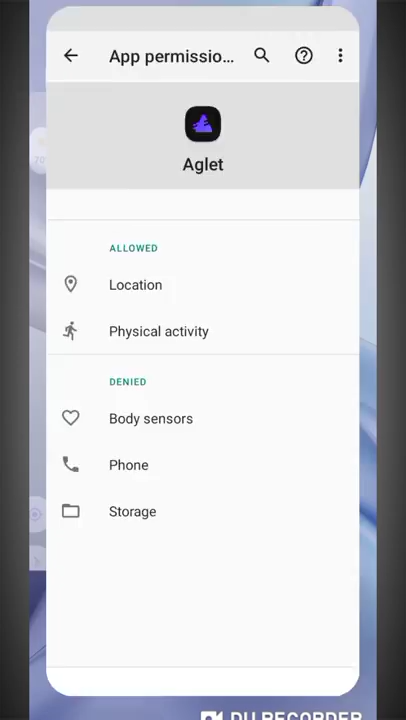 App permissio...
Aglet
ALLOWED
Location
Physical activity
DENIED
Body sensors
Phone
Storage
DU RECORDER